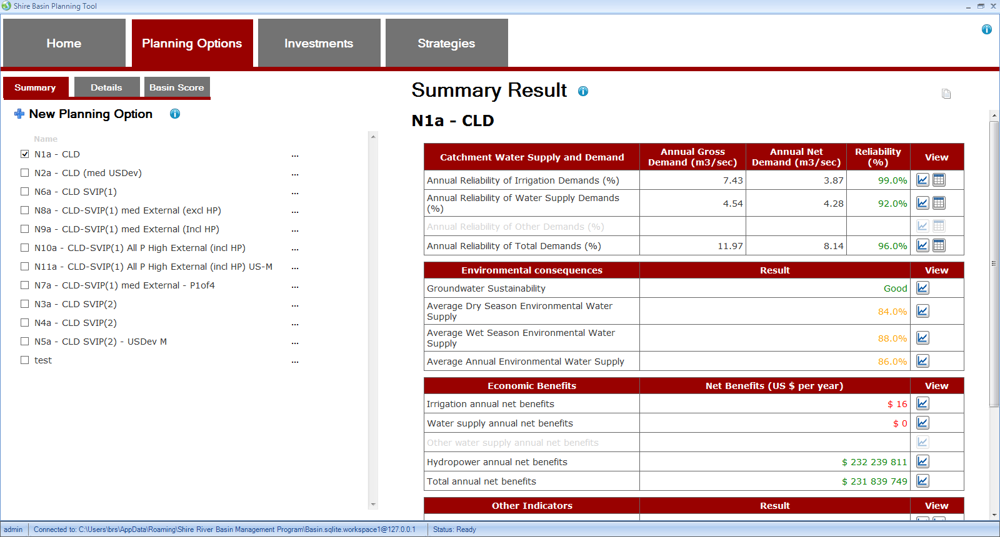 Shire Basin Planning Tool
Home
Planning Options
Investments
Strategies
Summary
Details
Basin Score
New Planning Option
Name
N1a - CLD
...
N2a - CLD (med USDev)
...
N6a - CLD SVIP(1)
...
N8a - CLD-SVIP(1) med External (excl HP)
...
N9a - CLD-SVIP(1) med External (Incl HP)
...
N10a - CLD-SVIP(1) All P High External (incl HP)
...
N11a - CLD-SVIP(1) All P High External (incl HP) US-M
...
N7a - CLD-SVIP(1) med External - P1of4
...
N3a - CLD SVIP(2)
...
N4a - CLD SVIP(2)
...
N5a - CLD SVIP(2) - USDev M
...
test
...
Summary Result
N1a - CLD
Catchment Water Supply and Demand
Annual Gross
Demand (m3/sec)
Annual Net
Demand (m3/sec)
Reliability
(%)
View
Annual Reliability of Irrigation Demands (%)
7.43
3.87
99.0%
Annual Reliability of Water Supply Demands
(%)
4.54
4.28
92.0%
Annual Reliability of Other Demands (%)
Annual Reliability of Total Demands (%)
11.97
8.14
96.0%
Environmental consequences
Result
View
Groundwater Sustainability
Good
Average Dry Season Environmental Water
Supply
84.0%
Average Wet Season Environmental Water
Supply
88.0%
Average Annual Environmental Water Supply
86.0%
Economic Benefits
Net Benefits (US $ per year)
View
Irrigation annual net benefits
$ 16
Water supply annual net benefits
$ 0
Other water supply annual net benefits
Hydropower annual net benefits
$ 232 239 811
Total annual net benefits
$ 231 839 749
Other Indicators
Result
View
admin
Connected to: C:\Users\brs\AppData\Roaming\Shire River Basin Management Program\Basin.sqlite.workspace1@127.0.0.1
Status: Ready